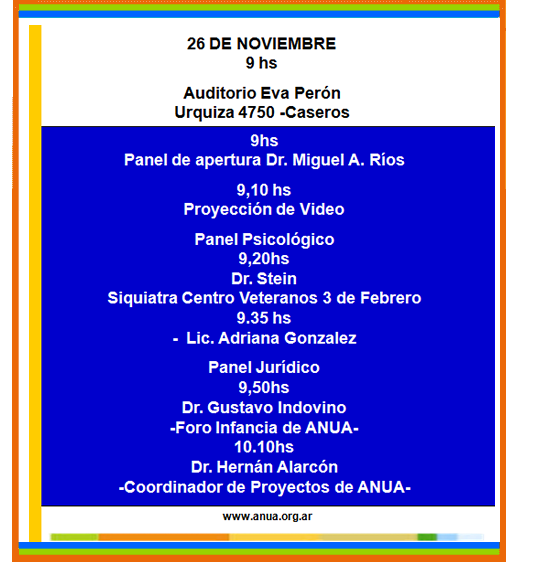 26 DE NOVIEMBRE
9 hs
Auditorio Eva Perón
Urquiza 4750 -Caseros
9hs
Panel de apertura Dr. Miguel A. Ríos
9,10 hs
Proyección de Video
Panel Psicológico
9,20hs
Dr. Stein
Siquiatra Centro Veteranos 3 de Febrero
9.35 hs
- Lic. Adriana Gonzalez
Panel Jurídico
9,50hs
Dr. Gustavo Indovino
-Foro Infancia de ANUA-
10.10hs
Dr. Hernán Alarcón
-Coordinador de Proyectos de ANUA-
www.anua.org.ar